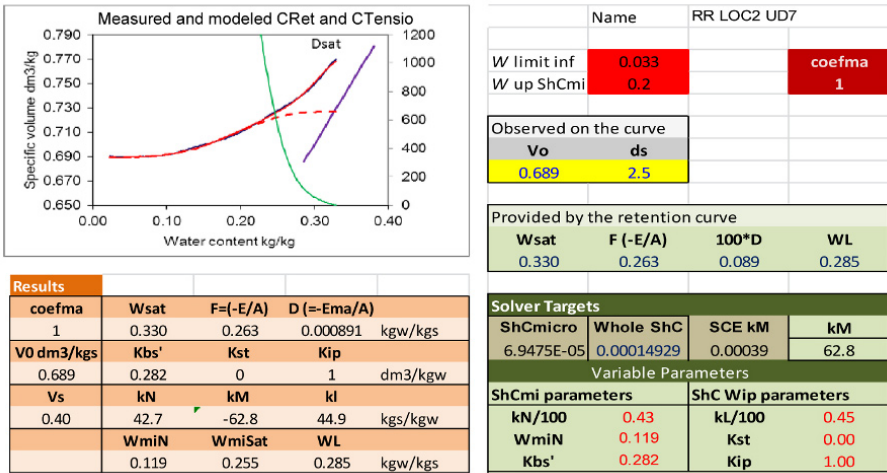 Measured and modeled CRet and CTensio
Dsat
0.790 1200
0.770 1000
0.750 800
0.730 600
0.710 400
0.690 200
0.670
0.650 0
Specific volume dm3/kg
0.00 0.10 0.20 0.30 0.40
Water content kg/kg
Name RR LOC2 UD7
W limit inf 0.033 coefma
W up ShCmi 0.2 1
Observed on the curve
Vo ds
0.689 2.5
Provided by the retention curve
Wsat F (-E/A) 100*D WL
0.330 0.263 0.089 0.285
Results
coefma Wsat F=(-E/A) D (=-Ema/A)
1 0.330 0.263 0.000891 kgw/kgs
V0 dm3/kgs Kbs' Kst Kip
0.689 0.282 0 1 dm3/kgw
Vs kN kM kl
0.40 42.7 -62.8 44.9 kgs/kgw
WmiN WmiSat WL
0.119 0.255 0.285 kgw/kgs
Solver Targets
ShCmicro Whole ShC SCE kM kM
6.9475E-05 0.00014929 0.00039 62.8
Variable Parameters
ShCmi parameters ShC Wip parameters
kN/100 0.43 kL/100 0.45
WmiN 0.119 Kst 0.00
Kbs' 0.282 Kip 1.00